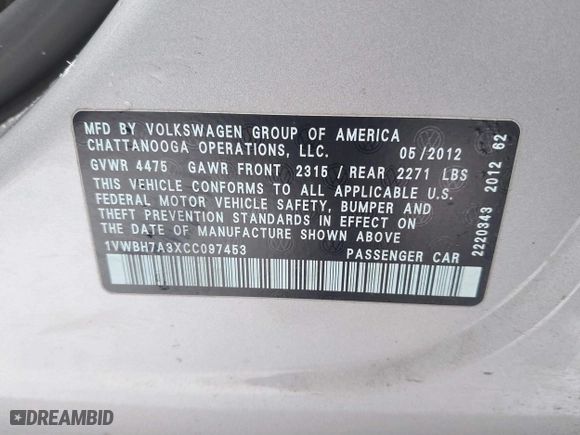 MFD BY VOLKSWAGEN GROUP OF AMERICA
CHATTANOOGA OPERATIONS, LLC. 05/2012
GVWR 4475 GAWR FRONT 2315 / REAR 2271 LBS
THIS VEHICLE CONFORMS TO ALL APPLICABLE U.S.
FEDERAL MOTOR VEHICLE SAFETY, BUMPER AND
THEFT PREVENTION STANDARDS IN EFFECT ON
THE DATE OF MANUFACTURE SHOWN ABOVE.
1VWBH7A3XCC097453 PASSENGER CAR
2220343 2012 62
DREAMBID